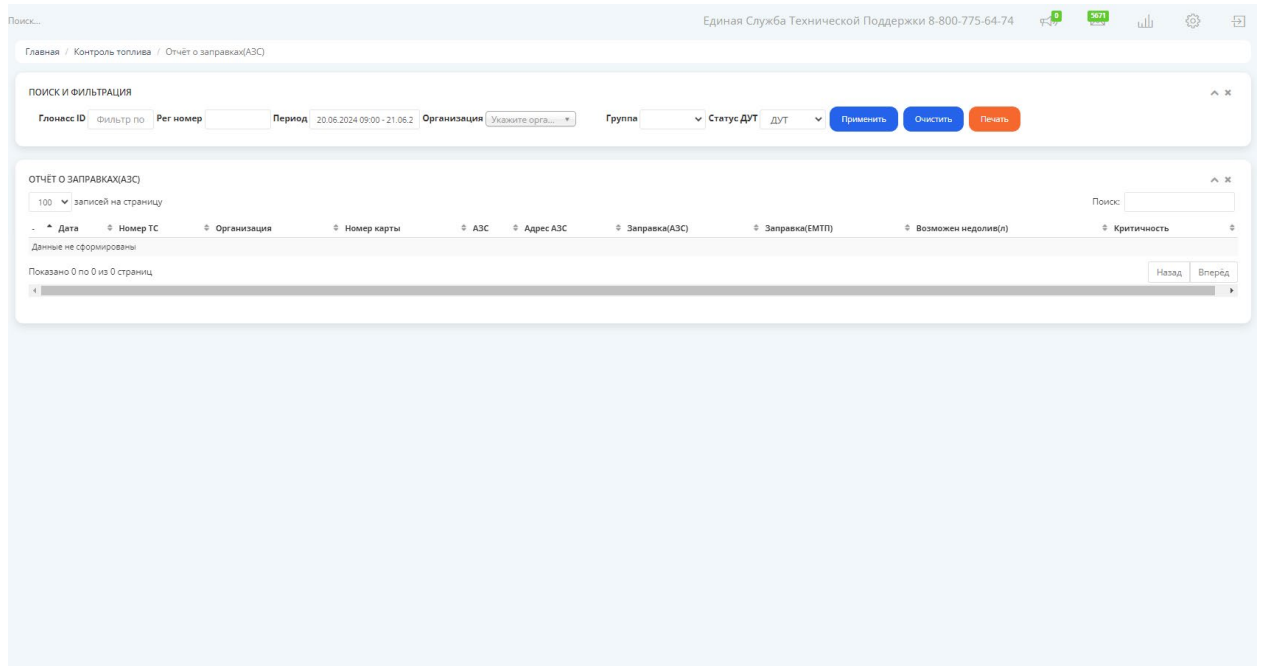 Поиск...
Единая Служба Технической Поддержки 8-800-775-64-74
0
5671
Главная / Контроль топлива / Отчёт о заправках(АЗС)
ПОИСК И ФИЛЬТРАЦИЯ
Глонасс ID Фильтр по Рег номер Период 20.06.2024 09:00 - 21.06.2 Организация Укажите орга... Группа Статус ДУТ ДУТ Применить Очистить Печать
ОТЧЁТ О ЗАПРАВКАХ(АЗС)
100 записей на страницу
Поиск:
- Дата Номер ТС Организация Номер карты АЗС Адрес АЗС Заправка(АЗС) Заправка(ЕМТП) Возможен недолив(л) Критичность
Данные не сформированы
Показано 0 по 0 из 0 страниц
Назад Вперёд